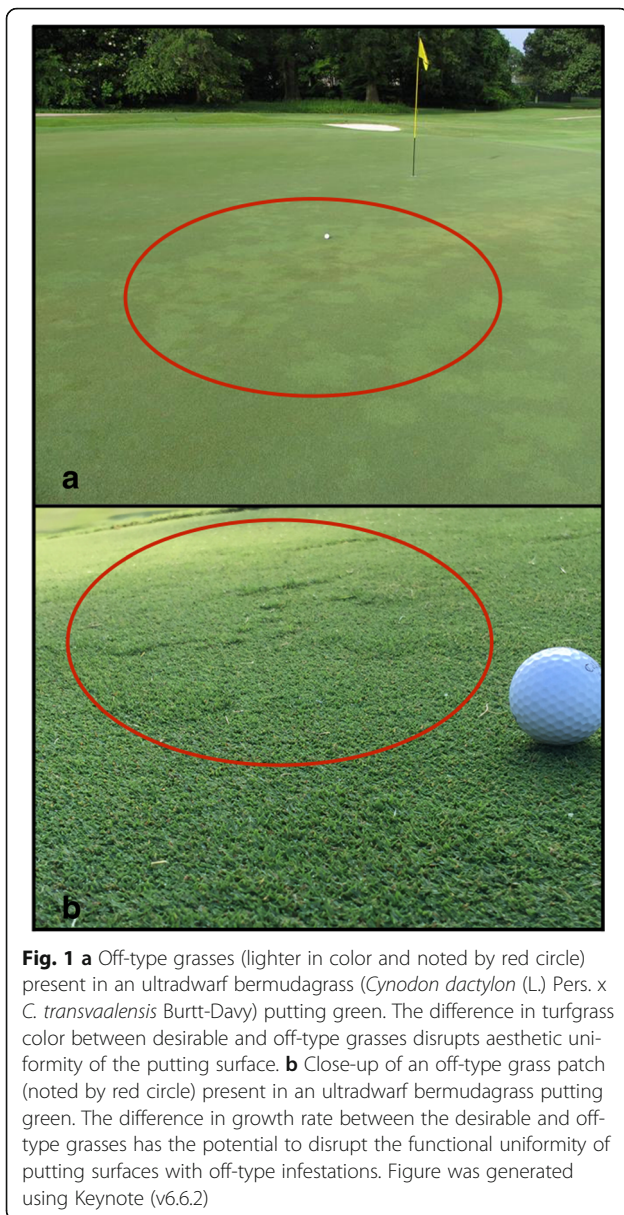 a
b
Fig. 1 a Off-type grasses (lighter in color and noted by red circle)
present in an ultradwarf bermudagrass (Cynodon dactylon (L.) Pers. x
C. transvaalensis Burtt-Davy) putting green. The difference in turfgrass
color between desirable and off-type grasses disrupts aesthetic uni-
formity of the putting surface. b Close-up of an off-type grass patch
(noted by red circle) present in an ultradwarf bermudagrass putting
green. The difference in growth rate between the desirable and off-
type grasses has the potential to disrupt the functional uniformity of
putting surfaces with off-type infestations. Figure was generated
using Keynote (v6.6.2)